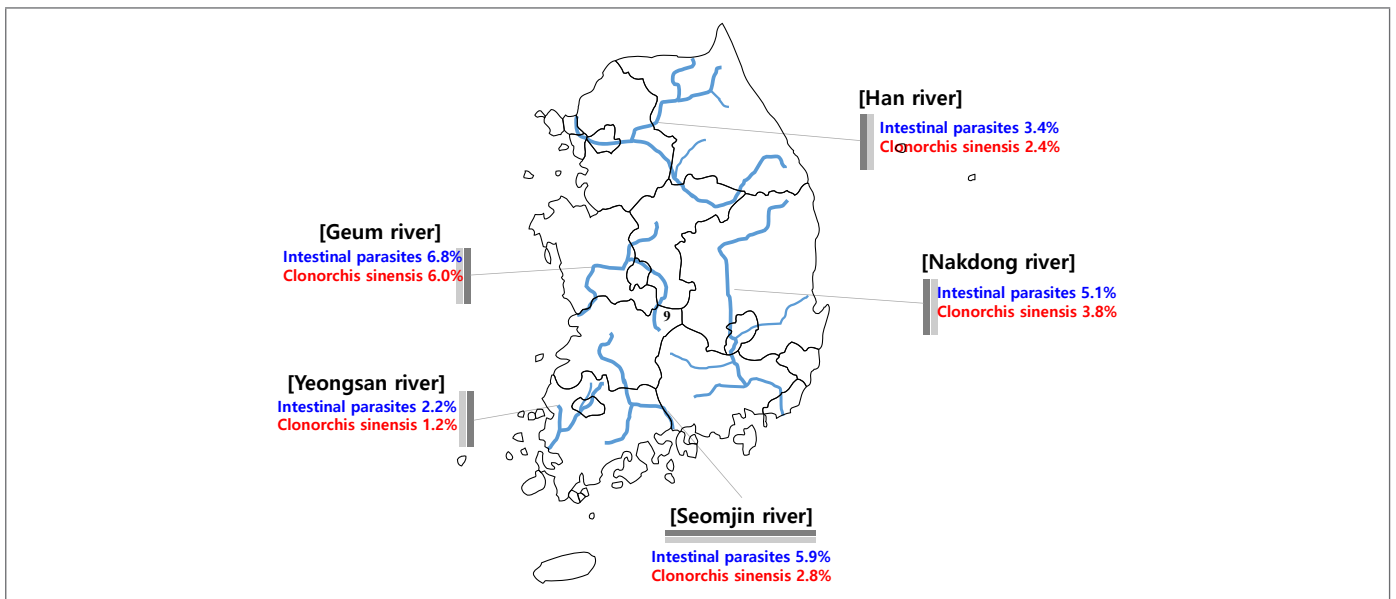 [Han river]
Intestinal parasites 3.4%
Clonorchis sinensis 2.4%
[Geum river]
Intestinal parasites 6.8%
Clonorchis sinensis 6.0%
[Nakdong river]
Intestinal parasites 5.1%
Clonorchis sinensis 3.8%
9
[Yeongsan river]
Intestinal parasites 2.2%
Clonorchis sinensis 1.2%
[Seomjin river]
Intestinal parasites 5.9%
Clonorchis sinensis 2.8%